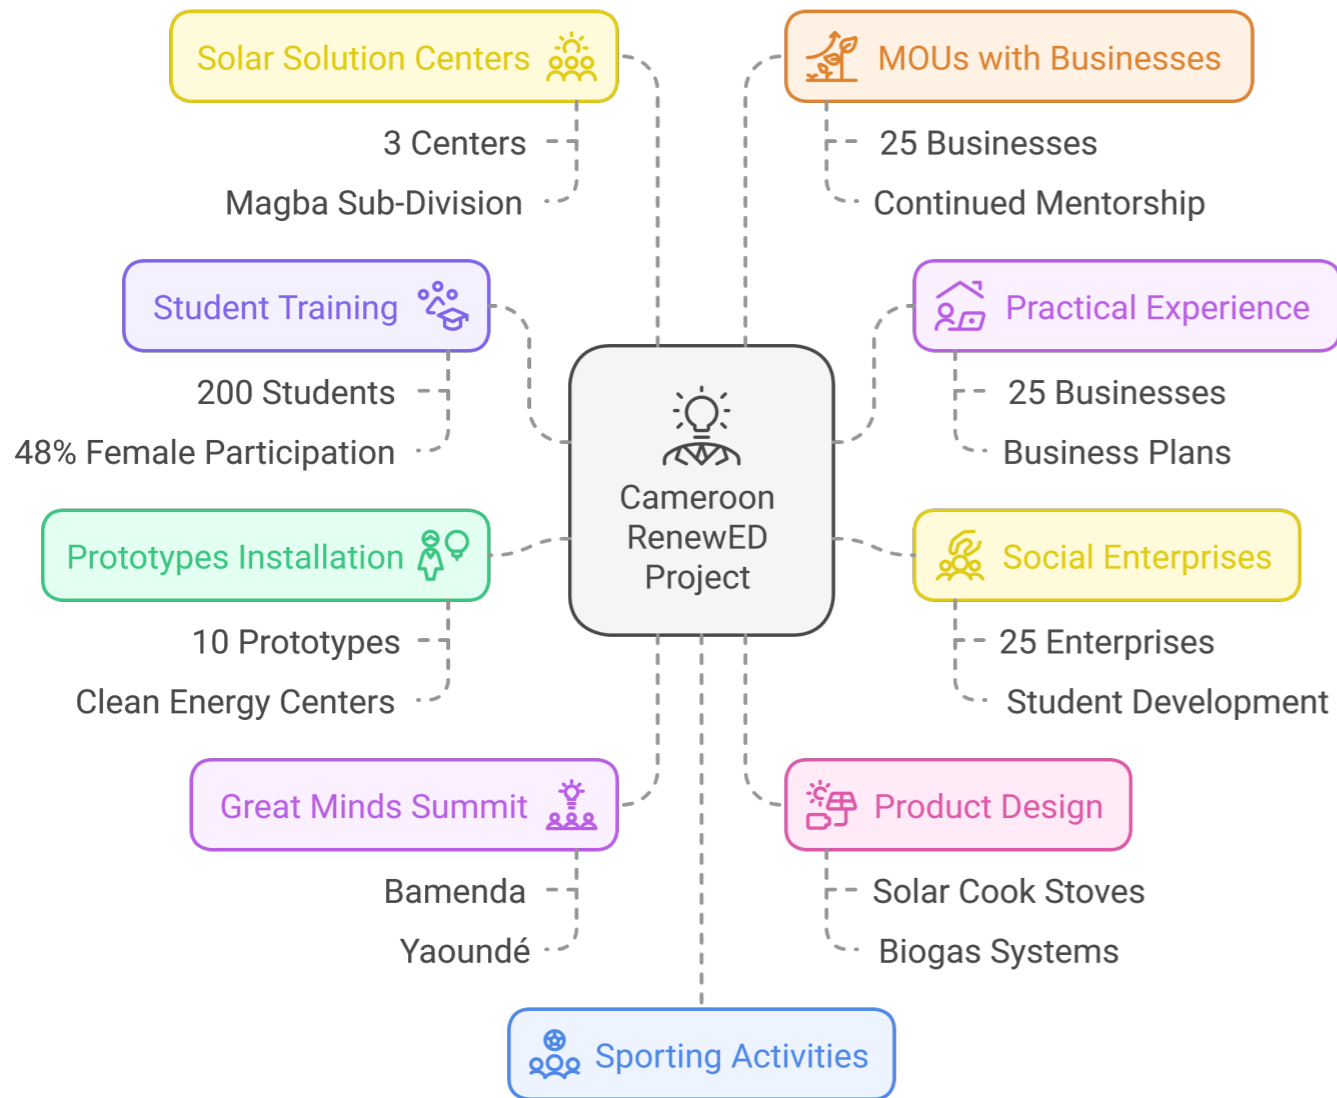 Solar Solution Centers
3 Centers
Magba Sub-Division
MOUs with Businesses
25 Businesses
Continued Mentorship
Student Training
200 Students
48% Female Participation
Practical Experience
25 Businesses
Business Plans
Cameroon
RenewED
Project
Prototypes Installation
10 Prototypes
Clean Energy Centers
Social Enterprises
25 Enterprises
Student Development
Great Minds Summit
Bamenda
Yaoundé
Product Design
Solar Cook Stoves
Biogas Systems
Sporting Activities